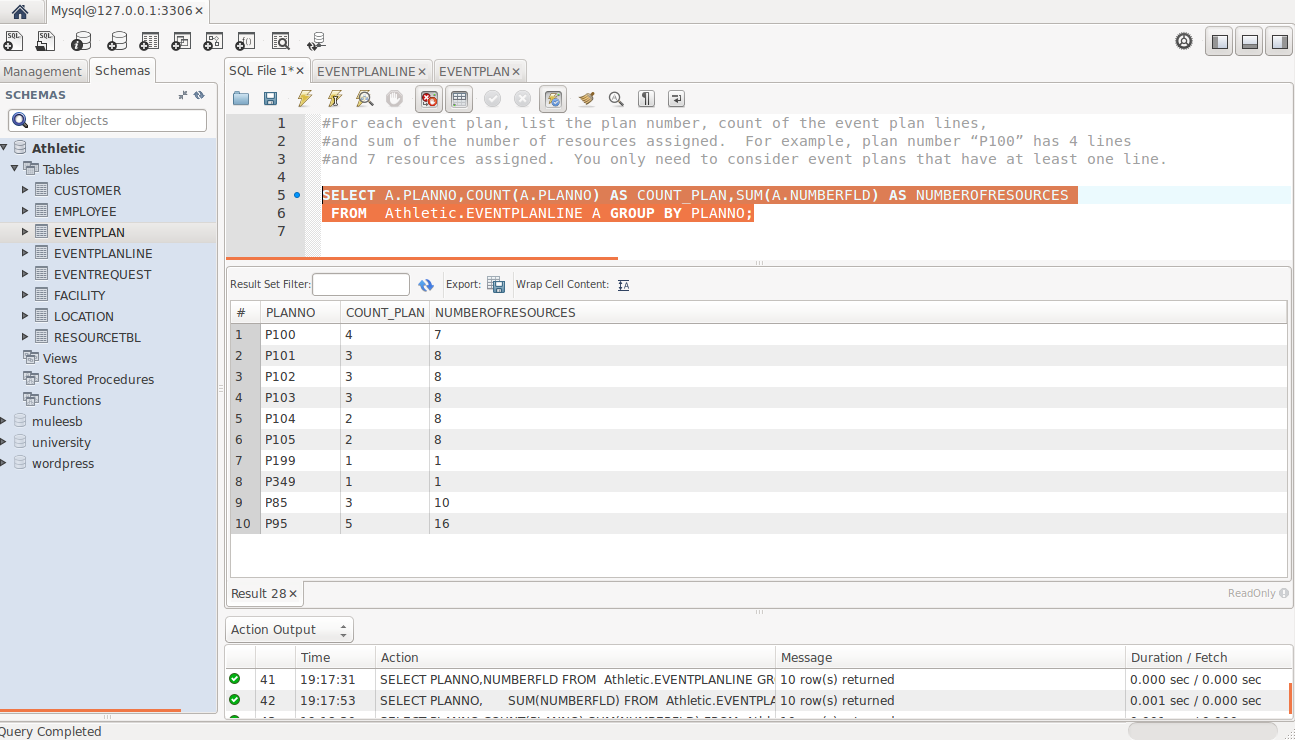 Mysql@127.0.0.1:3306
Management Schemas
SCHEMAS
Filter objects
Athletic
Tables
CUSTOMER
EMPLOYEE
EVENTPLAN
EVENTPLANLINE
EVENTREQUEST
FACILITY
LOCATION
RESOURCETBL
Views
Stored Procedures
Functions
muleesb
university
wordpress
SQL File 1* EVENTPLANLINE EVENTPLAN
1 #For each event plan, list the plan number, count of the event plan lines,
2 #and sum of the number of resources assigned.  For example, plan number “P100” has 4 lines
3 #and 7 resources assigned.  You only need to consider event plans that have at least one line.
4
5 SELECT A.PLANNO,COUNT(A.PLANNO) AS COUNT_PLAN,SUM(A.NUMBERFLD) AS NUMBEROFRESOURCES
6 FROM  Athletic.EVENTPLANLINE A GROUP BY PLANNO;
7
Result Set Filter: Export: Wrap Cell Content:
# PLANNO COUNT_PLAN NUMBEROFRESOURCES
1 P100 4 7
2 P101 3 8
3 P102 3 8
4 P103 3 8
5 P104 2 8
6 P105 2 8
7 P199 1 1
8 P349 1 1
9 P85 3 10
10 P95 5 16
Result 28 ReadOnly
Action Output
Time Action Message Duration / Fetch
41 19:17:31 SELECT PLANNO,NUMBERFLD FROM  Athletic.EVENTPLANLINE GR 10 row(s) returned 0.000 sec / 0.000 sec
42 19:17:53 SELECT PLANNO, SUM(NUMBERFLD) FROM  Athletic.EVENTPLA 10 row(s) returned 0.001 sec / 0.000 sec
Query Completed